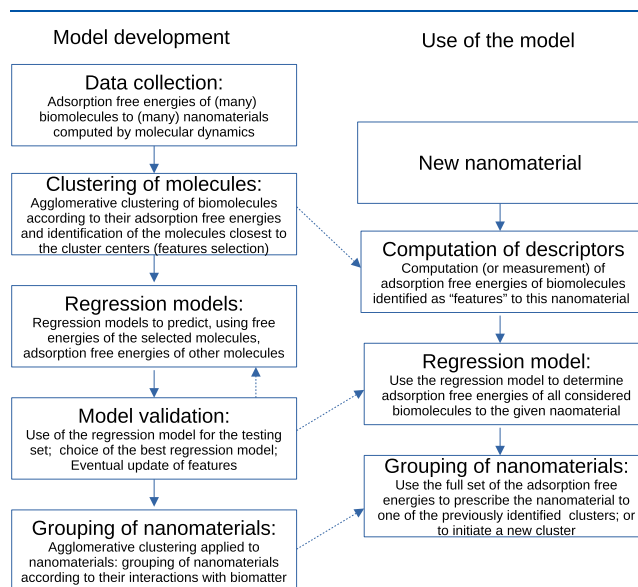 Model development
Data collection:
Adsorption free energies of (many)
biomolecules to (many) nanomaterials
computed by molecular dynamics
Clustering of molecules:
Agglomerative clustering of biomolecules
according to their adsorption free energies
and identification of the molecules closest to
the cluster centers (features selection)
Regression models:
Regression models to predict, using free
energies of the selected molecules,
adsorption free energies of other molecules
Model validation:
Use of the regression model for the testing
set; choice of the best regression model;
Eventual update of features
Grouping of nanomaterials:
Agglomerative clustering applied to
nanomaterials: grouping of nanomaterials
according to their interactions with biomatter
Use of the model
New nanomaterial
Computation of descriptors
Computation (or measurement) of
adsorption free energies of biomolecules
identified as “features” to this nanomaterial
Regression model:
Use the regression model to determine
adsorption free energies of all considered
biomolecules to the given naomaterial
Grouping of nanomaterials:
Use the full set of the adsorption free
energies to prescribe the nanomaterial to
one of the previously identified clusters; or
to initiate a new cluster